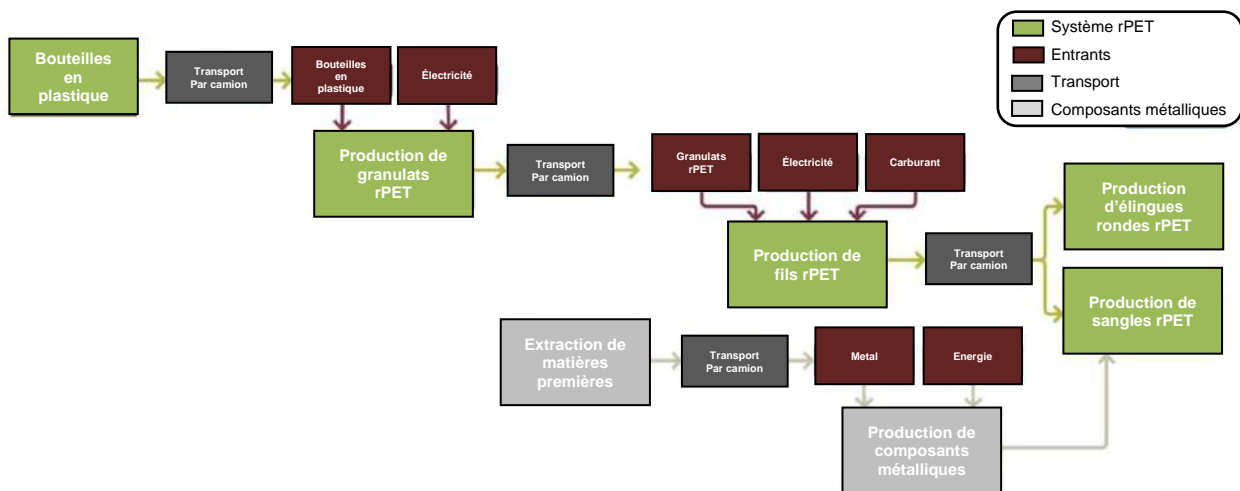 Système rPET
Entrants
Transport
Composants métalliques
Bouteilles
en
plastique
Transport
Par camion
Bouteilles
en
plastique
Électricité
Production de
granulats
rPET
Transport
Par camion
Granulats
rPET
Électricité
Carburant
Production
d'élingues
rondes rPET
Production de
fils rPET
Transport
Par camion
Production de
sangles rPET
Extraction de
matières
premières
Transport
Par camion
Metal
Energie
Production de
composants
métalliques